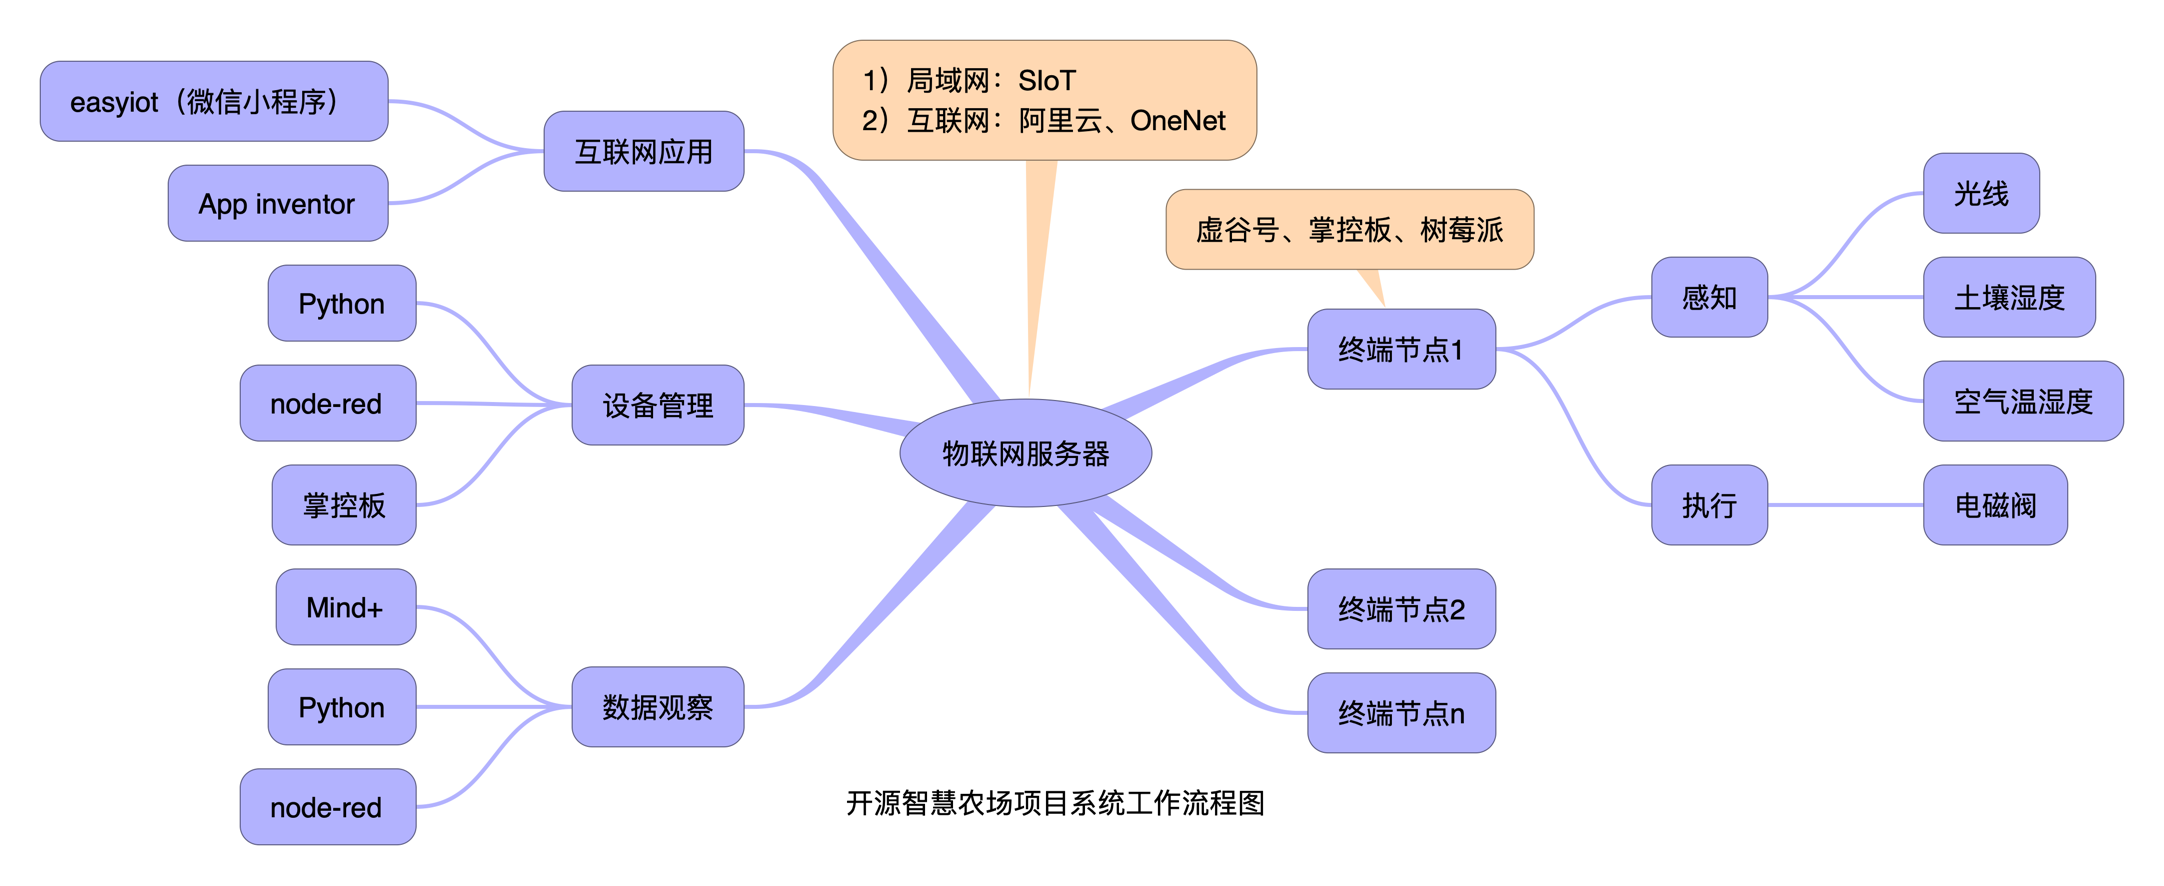 1）局域网：SIoT
2）互联网：阿里云、OneNet
easyiot（微信小程序）
App inventor
互联网应用
Python
node-red
掌控板
设备管理
Mind+
Python
node-red
数据观察
物联网服务器
虚谷号、掌控板、树莓派
终端节点1
感知
光线
土壤湿度
空气温湿度
执行
电磁阀
终端节点2
终端节点n
开源智慧农场项目系统工作流程图